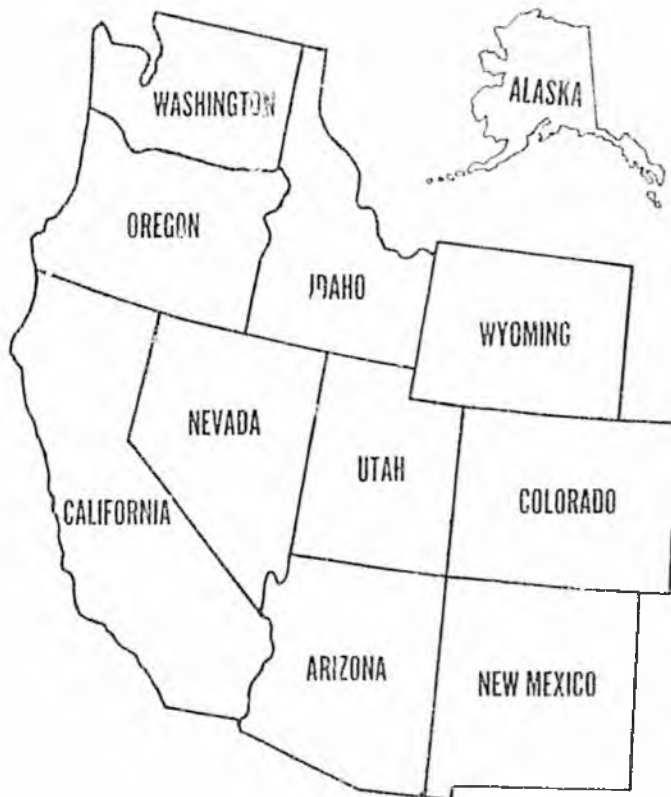 WASHINGTON
ALASKA
OREGON
IDAHO
WYOMING
NEVADA
UTAH
COLORADO
CALIFORNIA
ARIZONA
NEW MEXICO